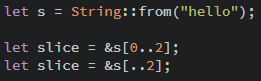 let s = String::from("hello");
let slice = &s[0..2];
let slice = &s[..2];